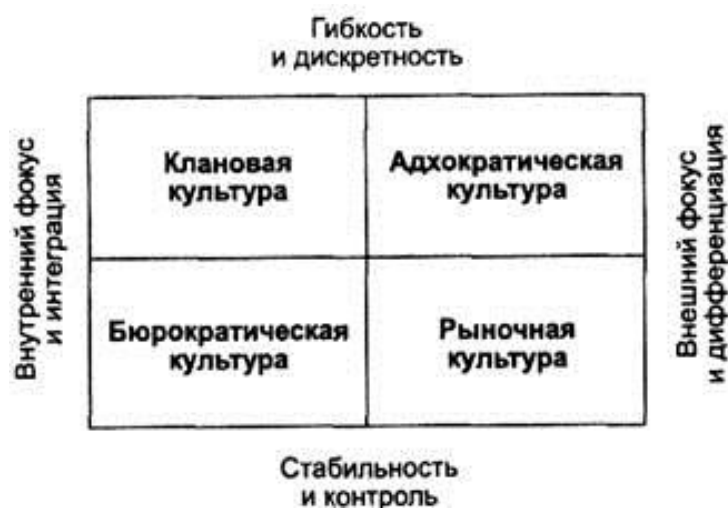 Гибкость
и дискретность
Внутренний фокус
и интеграция
Клановая
культура
Адхократическая
культура
Бюрократическая
культура
Рыночная
культура
Внешний фокус
и дифференциация
Стабильность
и контроль